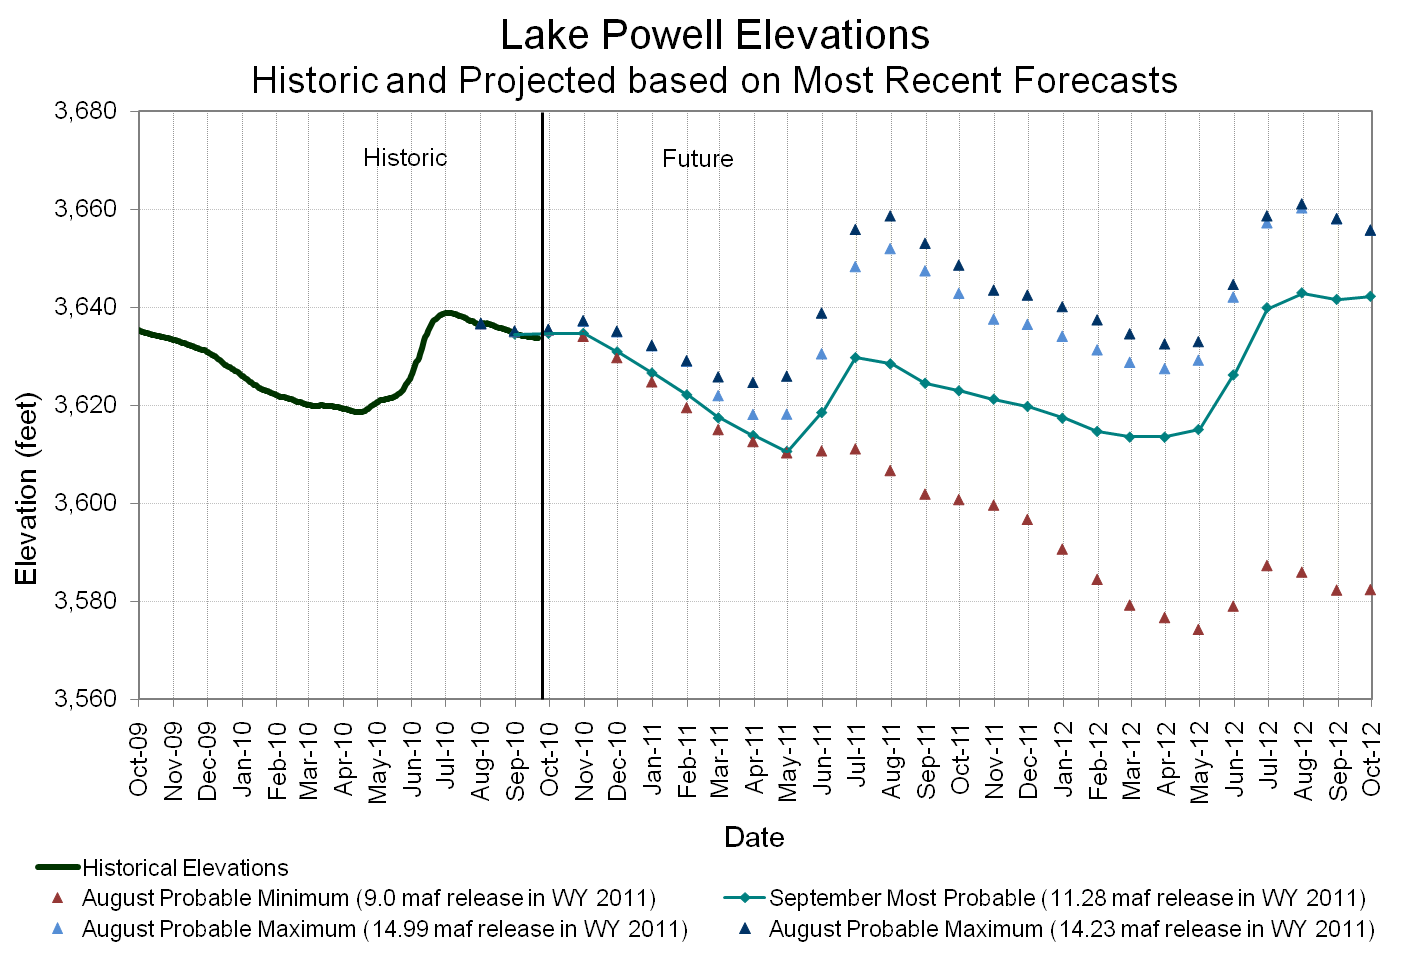 Lake Powell Elevations
Historic and Projected based on Most Recent Forecasts
3,680
3,660
3,640
3,620
3,600
3,580
3,560
Elevation (feet)
Historic
Future
Oct-09
Nov-09
Dec-09
Jan-10
Feb-10
Mar-10
Apr-10
May-10
Jun-10
Jul-10
Aug-10
Sep-10
Oct-10
Nov-10
Dec-10
Jan-11
Feb-11
Mar-11
Apr-11
May-11
Jun-11
Jul-11
Aug-11
Sep-11
Oct-11
Nov-11
Dec-11
Jan-12
Feb-12
Mar-12
Apr-12
May-12
Jun-12
Jul-12
Aug-12
Sep-12
Oct-12
Date
Historical Elevations
August Probable Minimum (9.0 maf release in WY 2011)
September Most Probable (11.28 maf release in WY 2011)
August Probable Maximum (14.99 maf release in WY 2011)
August Probable Maximum (14.23 maf release in WY 2011)